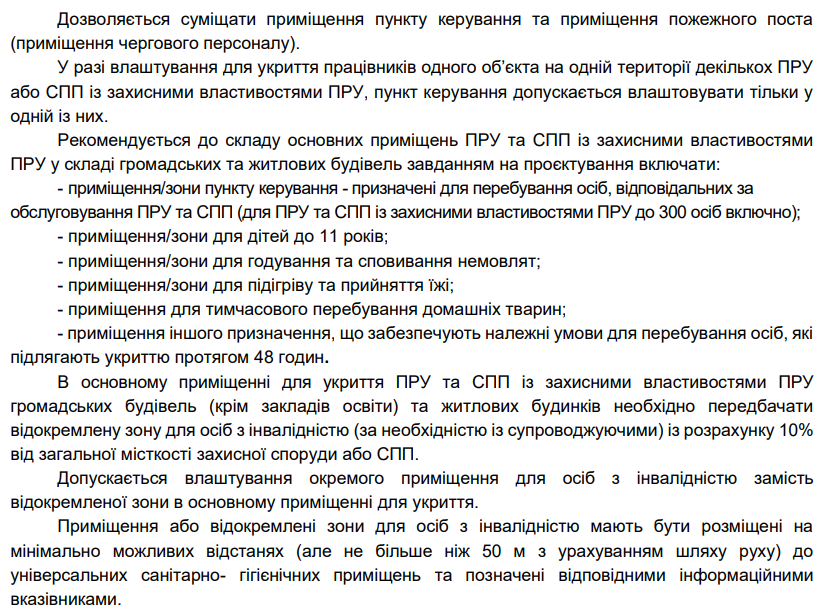 Дозволяється суміщати приміщення пункту керування та приміщення пожежного поста
(приміщення чергового персоналу).
У разі влаштування для укриття працівників одного об’єкта на одній території декількох ПРУ
або СПП із захисними властивостями ПРУ, пункт керування допускається влаштовувати тільки у
одній із них.
Рекомендується до складу основних приміщень ПРУ та СПП із захисними властивостями
ПРУ у складі громадських та житлових будівель завданням на проєктування включати:
- приміщення/зони пункту керування - призначені для перебування осіб, відповідальних за
обслуговування ПРУ та СПП (для ПРУ та СПП із захисними властивостями ПРУ до 300 осіб включно);
- приміщення/зони для дітей до 11 років;
- приміщення/зони для годування та сповивання немовлят;
- приміщення/зони для підігріву та прийняття їжі;
- приміщення для тимчасового перебування домашніх тварин;
- приміщення іншого призначення, що забезпечують належні умови для перебування осіб, які
підлягають укриттю протягом 48 годин.
В основному приміщенні для укриття ПРУ та СПП із захисними властивостями ПРУ
громадських будівель (крім закладів освіти) та житлових будинків необхідно передбачати
відокремлену зону для осіб з інвалідністю (за необхідністю із супроводжуючими) із розрахунку 10%
від загальної місткості захисної споруди або СПП.
Допускається влаштування окремого приміщення для осіб з інвалідністю замість
відокремленої зони в основному приміщенні для укриття.
Приміщення або відокремлені зони для осіб з інвалідністю мають бути розміщені на
мінімально можливих відстанях (але не більше ніж 50 м з урахуванням шляху руху) до
універсальних санітарно- гігієнічних приміщень та позначені відповідними інформаційними
вказівниками.